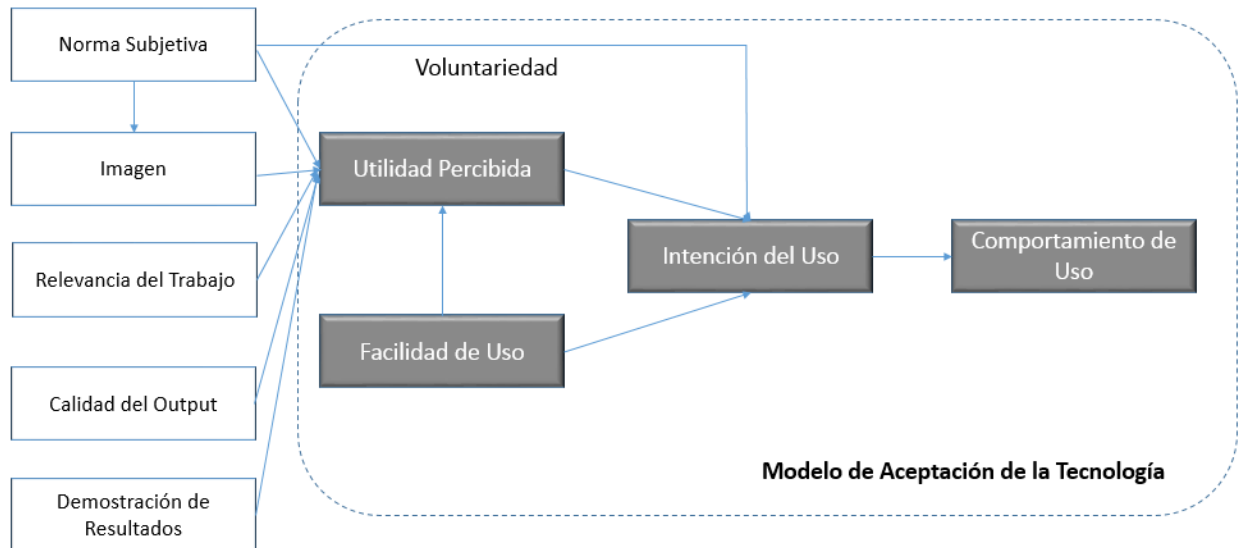 Norma Subjetiva
Voluntariedad
Imagen
Utilidad Percibida
Relevancia del Trabajo
Intención del Uso
Comportamiento de
Uso
Facilidad de Uso
Calidad del Output
Modelo de Aceptación de la Tecnología
Demostración de
Resultados